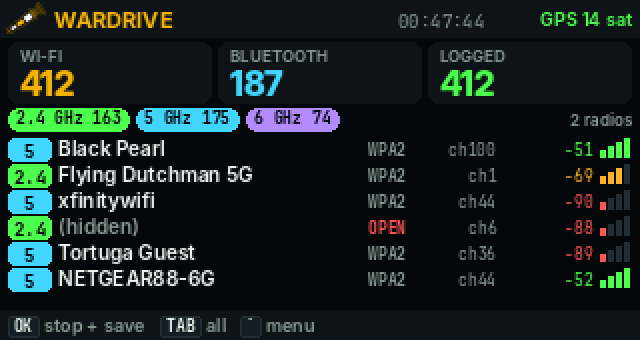 WARDRIVE 00:47:44 GPS 14 sat
WI-FI BLUETOOTH LOGGED
412 187 412
2.4 GHz 163 5 GHz 175 6 GHz 74 2 radios
5 Black Pearl WPA2 ch100 -51
2.4 Flying Dutchman 5G WPA2 ch1 -69
5 xfinitywifi WPA2 ch44 -90
2.4 (hidden) OPEN ch6 -88
5 Tortuga Guest WPA2 ch36 -89
5 NETGEAR88-6G WPA2 ch44 -52
OK stop + save TAB all ` menu